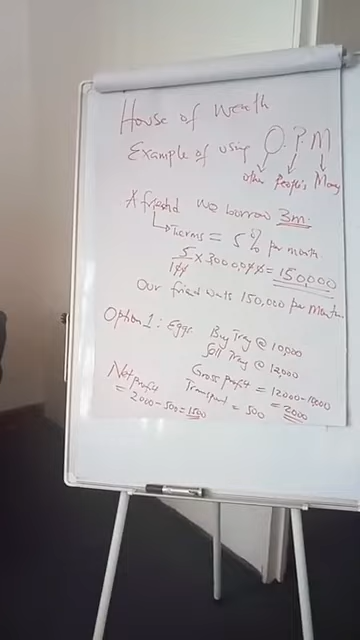 House of Wealth
Example of using O.P.M
other People's Money
A friend we borrow 3m.
Terms = 5% per month.
5/100 × 3000,000 = 150,000
Our friend wants 150,000 per month.
Option 1: Eggs Buy Tray @ 10,000
Sell Tray @ 12,000
Gross profit = 12000 - 10,000
= 2000
Transport = 500
Net profit
= 2000 - 500 = 1500